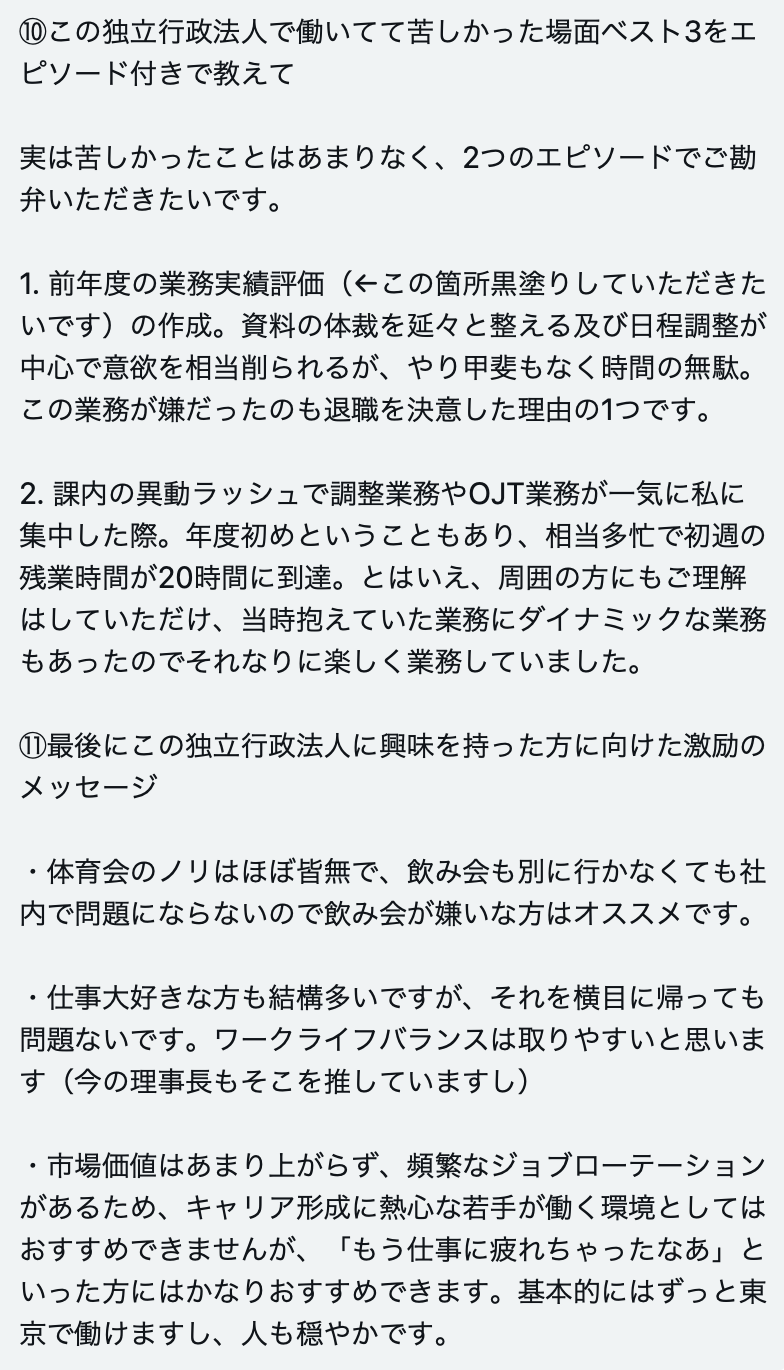 ⑩この独立行政法人で働いてて苦しかった場面ベスト3をエ
ピソード付きで教えて
実は苦しかったことはあまりなく、2つのエピソードでご勘
弁いただきたいです。
1. 前年度の業務実績評価（←この箇所黒塗りしていただきた
いです）の作成。資料の体裁を延々と整える及び日程調整が
中心で意欲を相当削られるが、やり甲斐もなく時間の無駄。
この業務が嫌だったのも退職を決意した理由の1つです。
2. 課内の異動ラッシュで調整業務やOJT業務が一気に私に
集中した際。年度初めということもあり、相当多忙で初週の
残業時間が20時間に到達。とはいえ、周囲の方にもご理解
はしていただけ、当時抱えていた業務にダイナミックな業務
もあったのでそれなりに楽しく業務していました。
⑪最後にこの独立行政法人に興味を持った方に向けた激励の
メッセージ
・体育会のノリはほぼ皆無で、飲み会も別に行かなくても社
内で問題にならないので飲み会が嫌いな方はオススメです。
・仕事大好きな方も結構多いですが、それを横目に帰っても
問題ないです。ワークライフバランスは取りやすいと思いま
す（今の理事長もそこを推していますし）
・市場価値はあまり上がらず、頻繁なジョブローテーション
があるため、キャリア形成に熱心な若手が働く環境としては
おすすめできませんが、「もう仕事に疲れちゃったなあ」と
いった方にはかなりおすすめできます。基本的にはずっと東
京で働けますし、人も穏やかです。